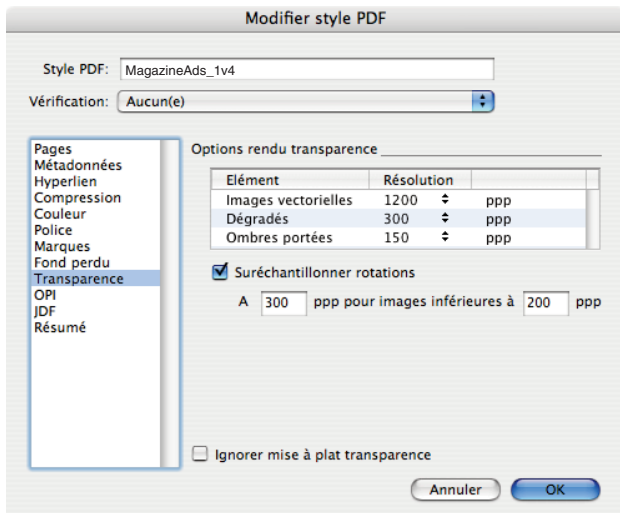 Modifier style PDF
Style PDF: MagazineAds_1v4
Vérification: Aucun(e)
Pages
Métadonnées
Hyperlien
Compression
Couleur
Police
Marques
Fond perdu
Transparence
OPI
JDF
Résumé
Options rendu transparence
Elément Résolution
Images vectorielles 1200 ppp
Dégradés 300 ppp
Ombres portées 150 ppp
Suréchantillonner rotations
A 300 ppp pour images inférieures à 200 ppp
Ignorer mise à plat transparence
Annuler OK